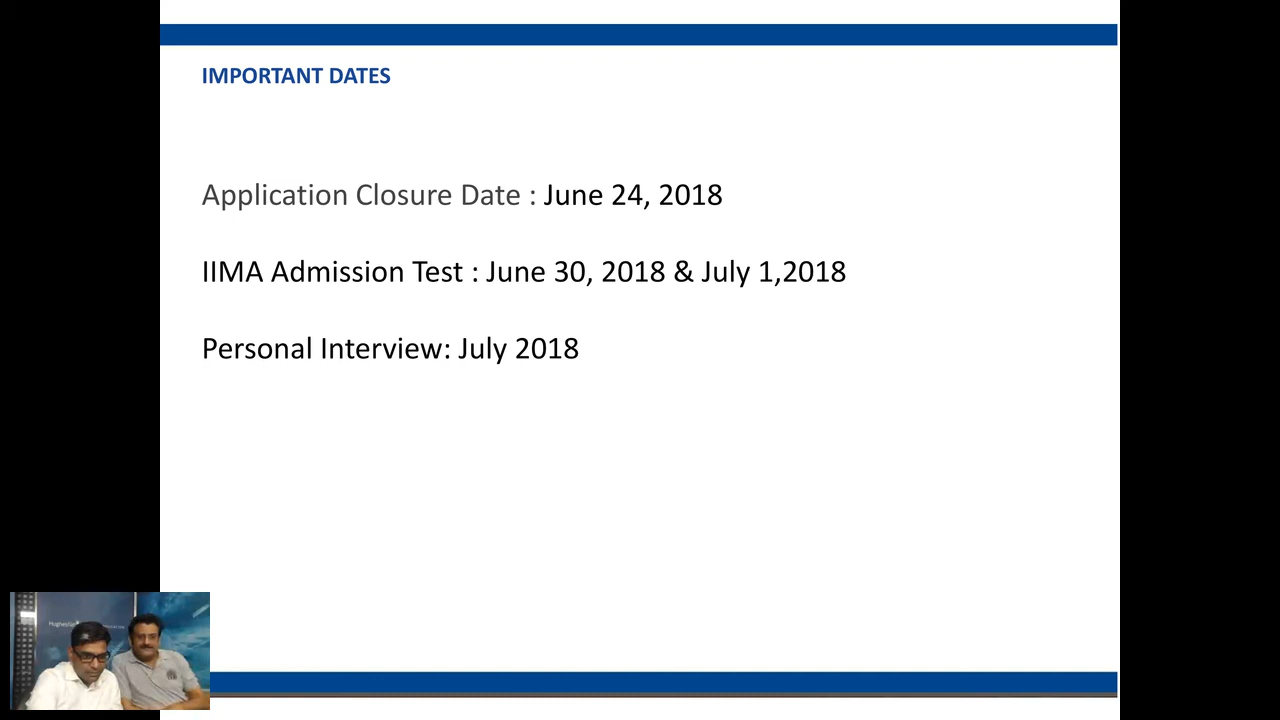 IMPORTANT DATES
Application Closure Date : June 24, 2018
IIMA Admission Test : June 30, 2018 & July 1,2018
Personal Interview: July 2018